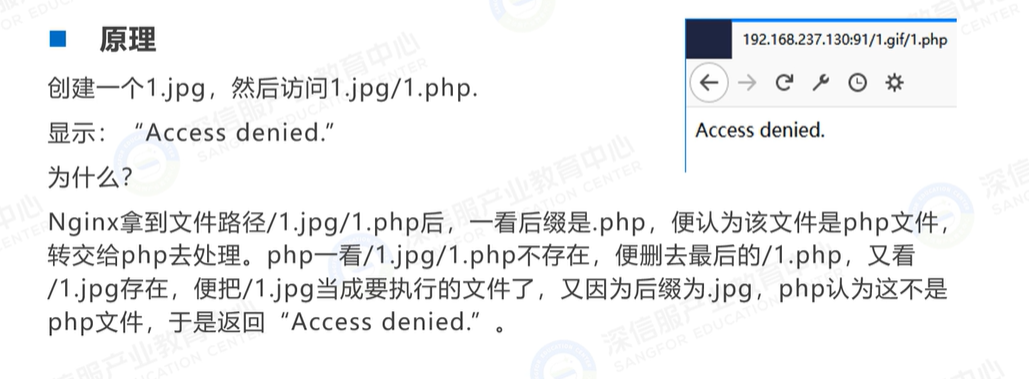 原理
192.168.237.130:91/1.gif/1.php
创建一个1.jpg，然后访问1.jpg/1.php.
Access denied.
显示：“Access denied.”
为什么？
Nginx拿到文件路径/1.jpg/1.php后，一看后缀是.php，便认为该文件是php文件，
转交给php去处理。php一看/1.jpg/1.php不存在，便删去最后的/1.php，又看
/1.jpg存在，便把/1.jpg当成要执行的文件了，又因为后缀为.jpg，php认为这不是
php文件，于是返回“Access denied.”。
深信服产业教育中心
SANGFOR EDUCATION CENTER